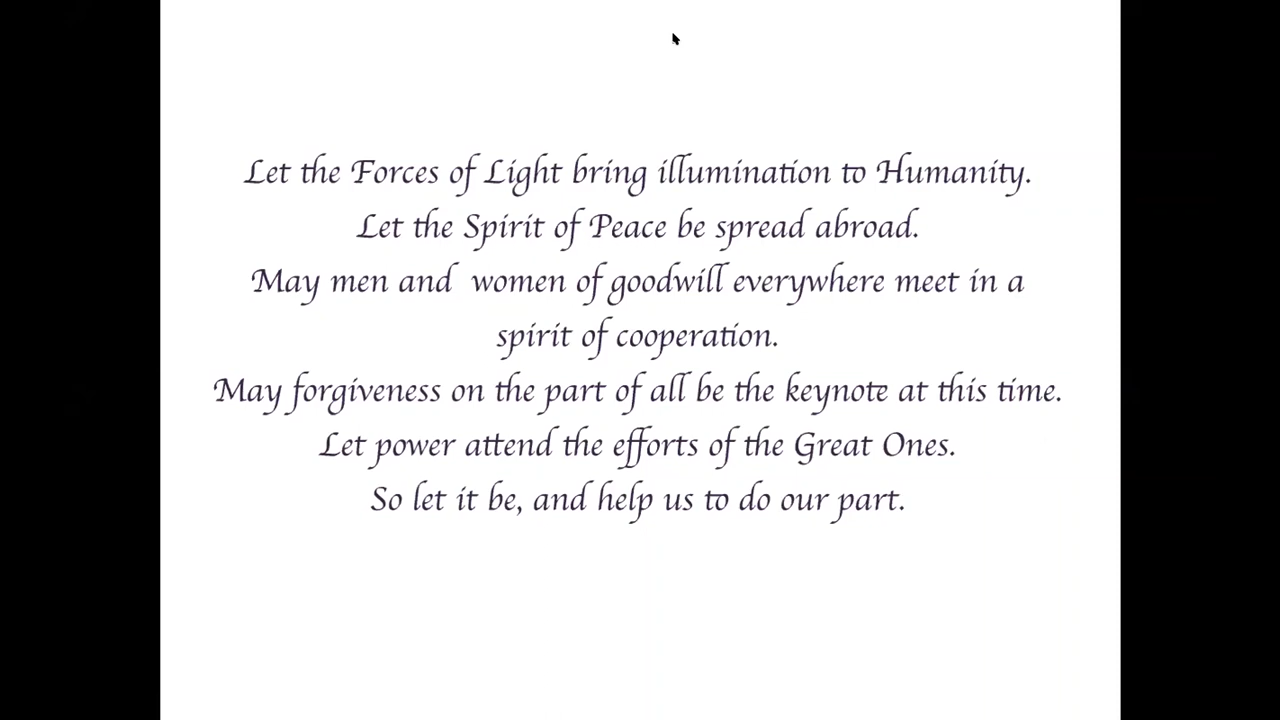 Let the Forces of Light bring illumination to Humanity.
Let the Spirit of Peace be spread abroad.
May men and  women of goodwill everywhere meet in a
spirit of cooperation.
May forgiveness on the part of all be the keynote at this time.
Let power attend the efforts of the Great Ones.
So let it be, and help us to do our part.